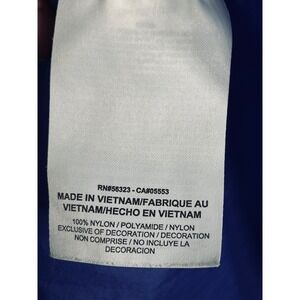 RN#56323 - CA#05553
MADE IN VIETNAM/FABRIQUE AU
VIETNAM/HECHO EN VIETNAM
100% NYLON / POLYAMIDE / NYLON
EXCLUSIVE OF DECORATION / DECORATION
NON COMPRISE / NO INCLUYE LA
DECORACION